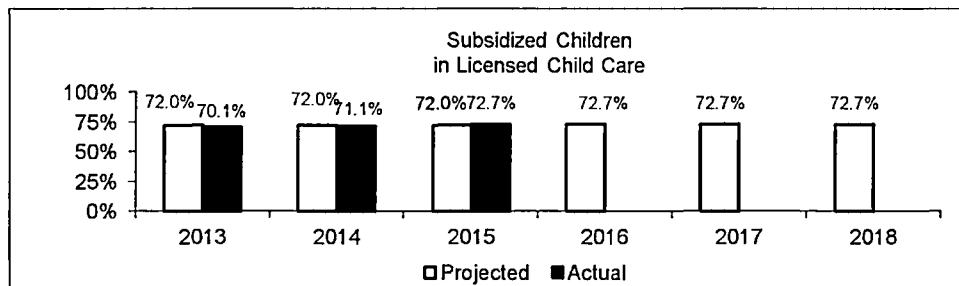 Subsidized Children
in Licensed Child Care
72.0% 70.1% 72.0% 71.1% 72.0% 72.7% 72.7% 72.7% 72.7%
100%
75%
50%
25%
0%
2013 2014 2015 2016 2017 2018
Projected Actual